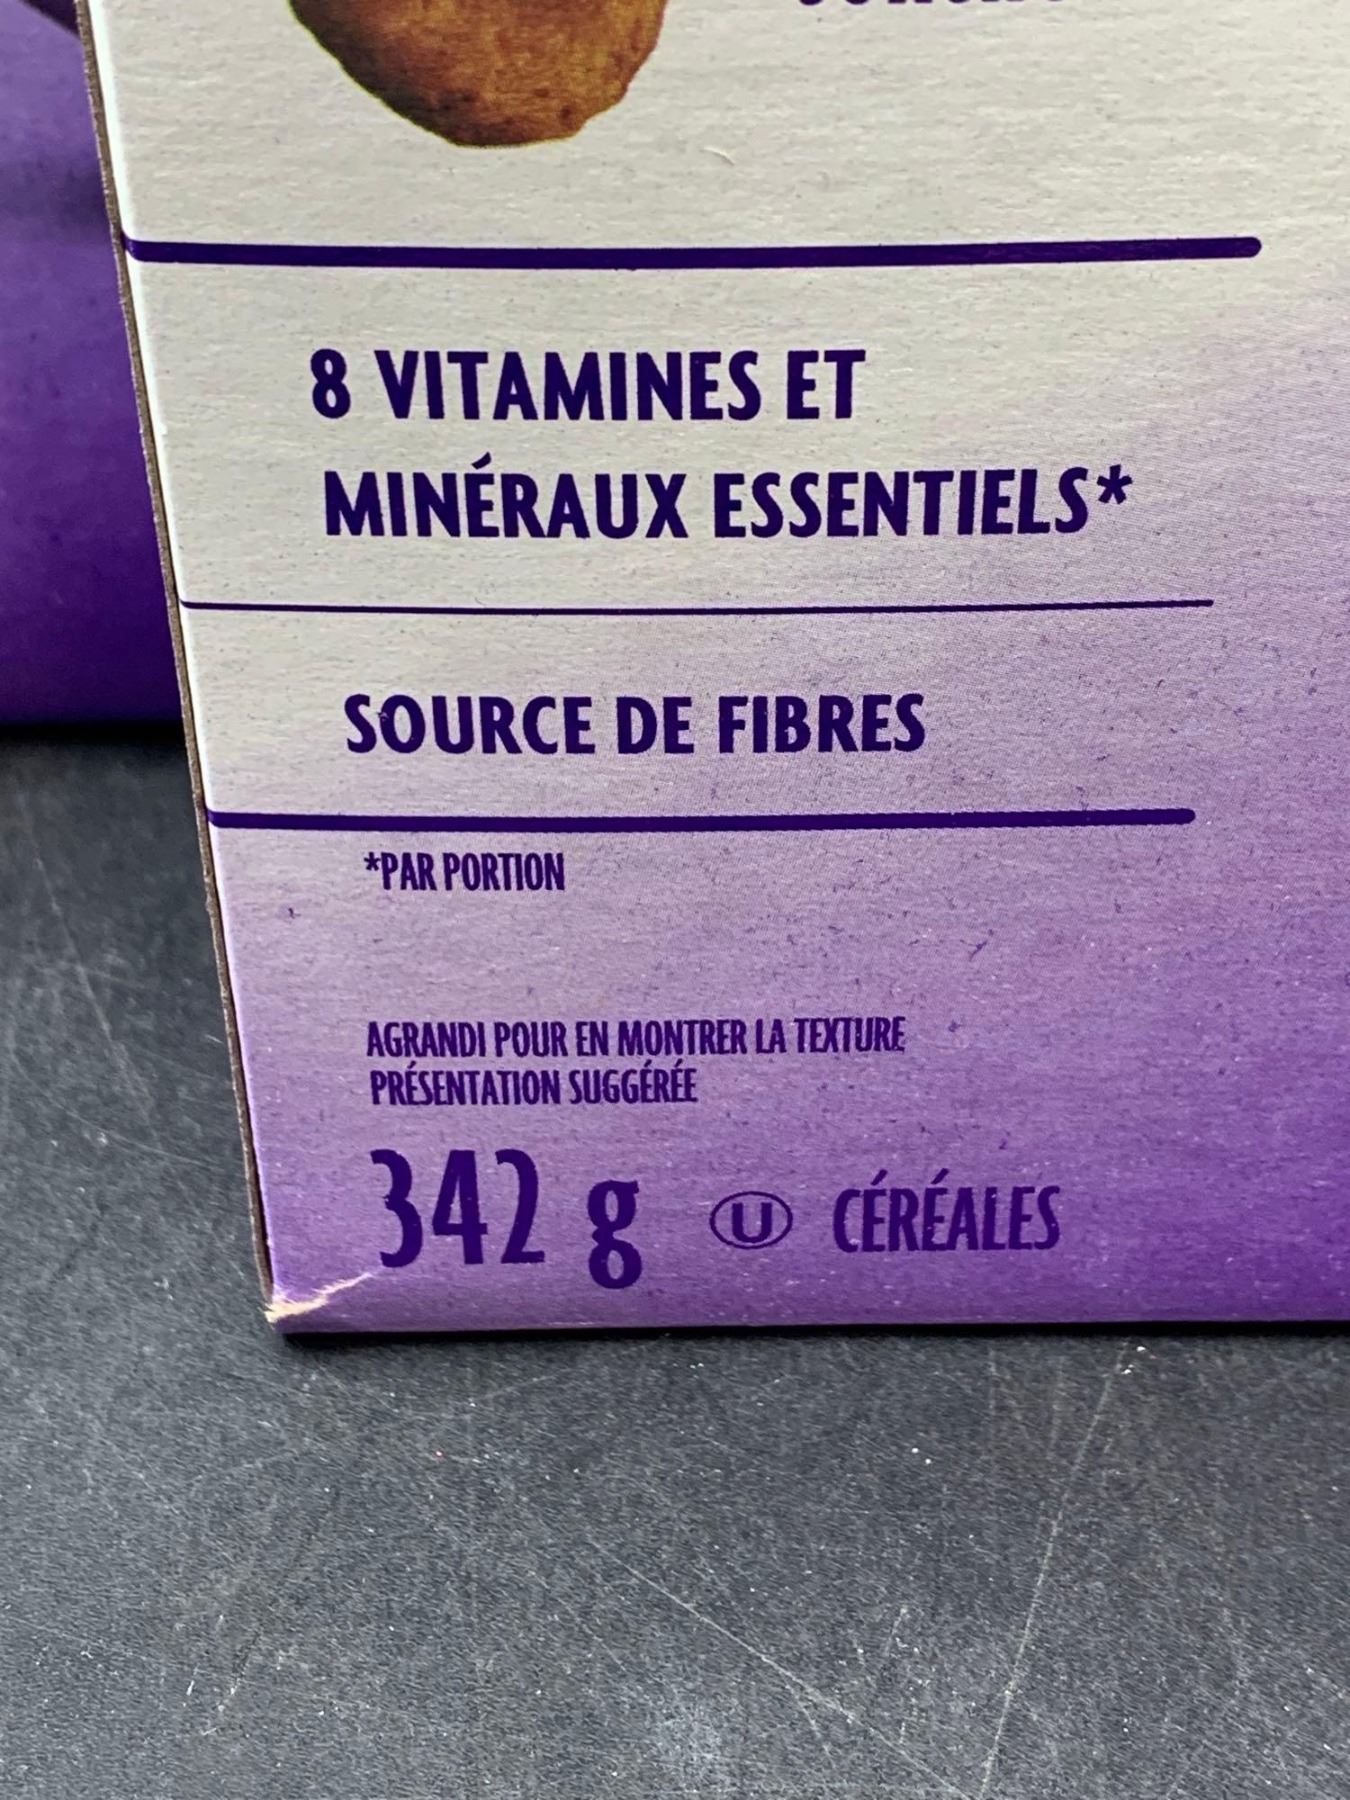 8 VITAMINES ET
MINÉRAUX ESSENTIELS*
SOURCE DE FIBRES
*PAR PORTION
AGRANDI POUR EN MONTRER LA TEXTURE
PRÉSENTATION SUGGÉRÉE
342 g U CÉRÉALES